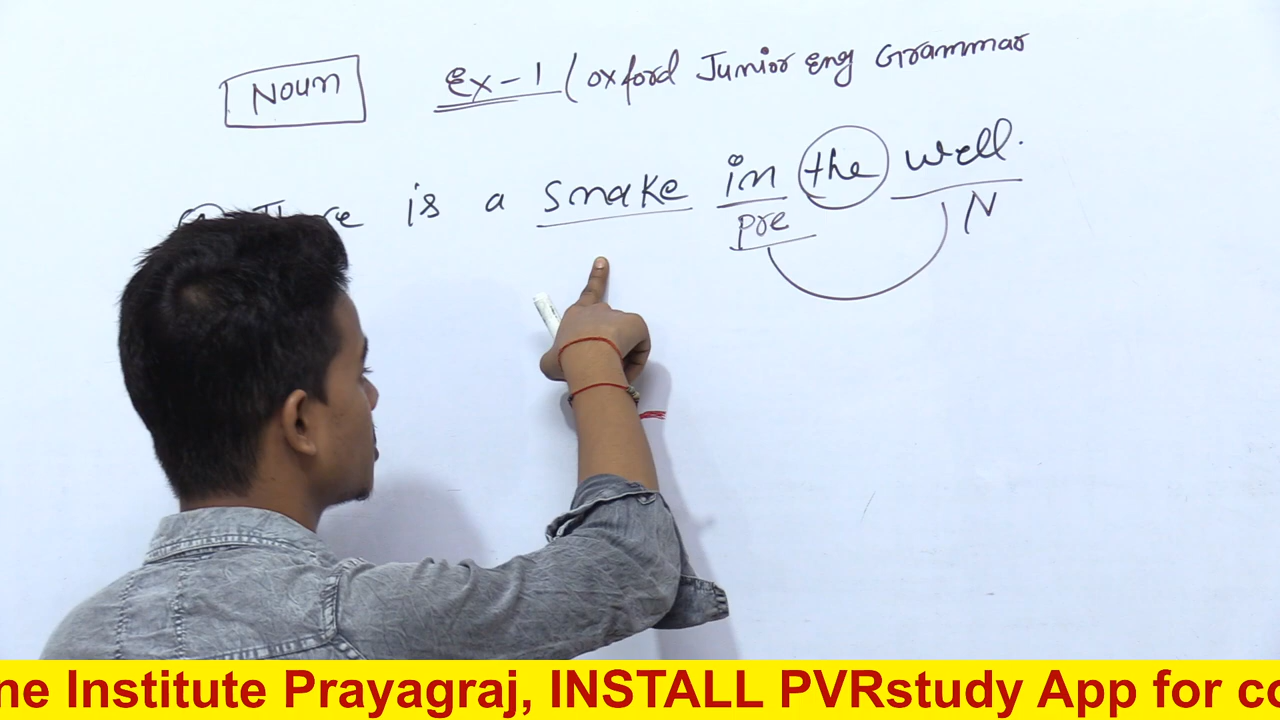 Noun Ex-1 (oxford Junior Eng Grammar
is a snake in the well.
pre N
ne Institute Prayagraj, INSTALL PVRstudy App for co